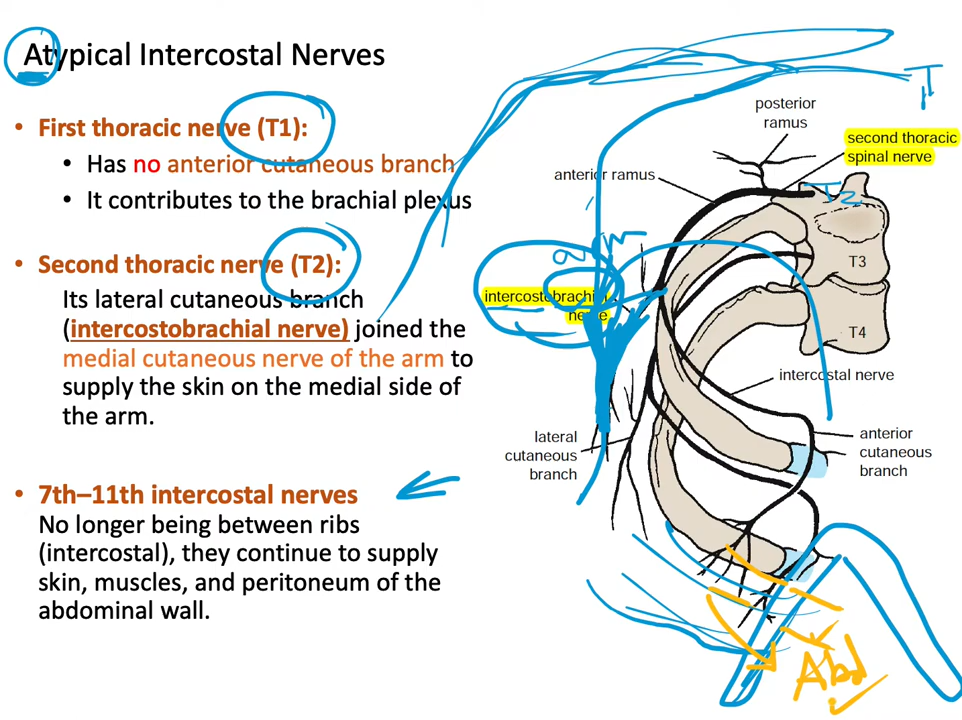 Atypical Intercostal Nerves
• First thoracic nerve (T1):
• Has no anterior cutaneous branch
• It contributes to the brachial plexus
• Second thoracic nerve (T2):
Its lateral cutaneous branch
(intercostobrachial nerve) joined the
medial cutaneous nerve of the arm to
supply the skin on the medial side of
the arm.
• 7th–11th intercostal nerves
No longer being between ribs
(intercostal), they continue to supply
skin, muscles, and peritoneum of the
abdominal wall.
posterior
ramus
second thoracic
spinal nerve
anterior ramus
T2
T3
intercostobrachial
nerve
T4
intercostal nerve
lateral
cutaneous
branch
anterior
cutaneous
branch
Abd